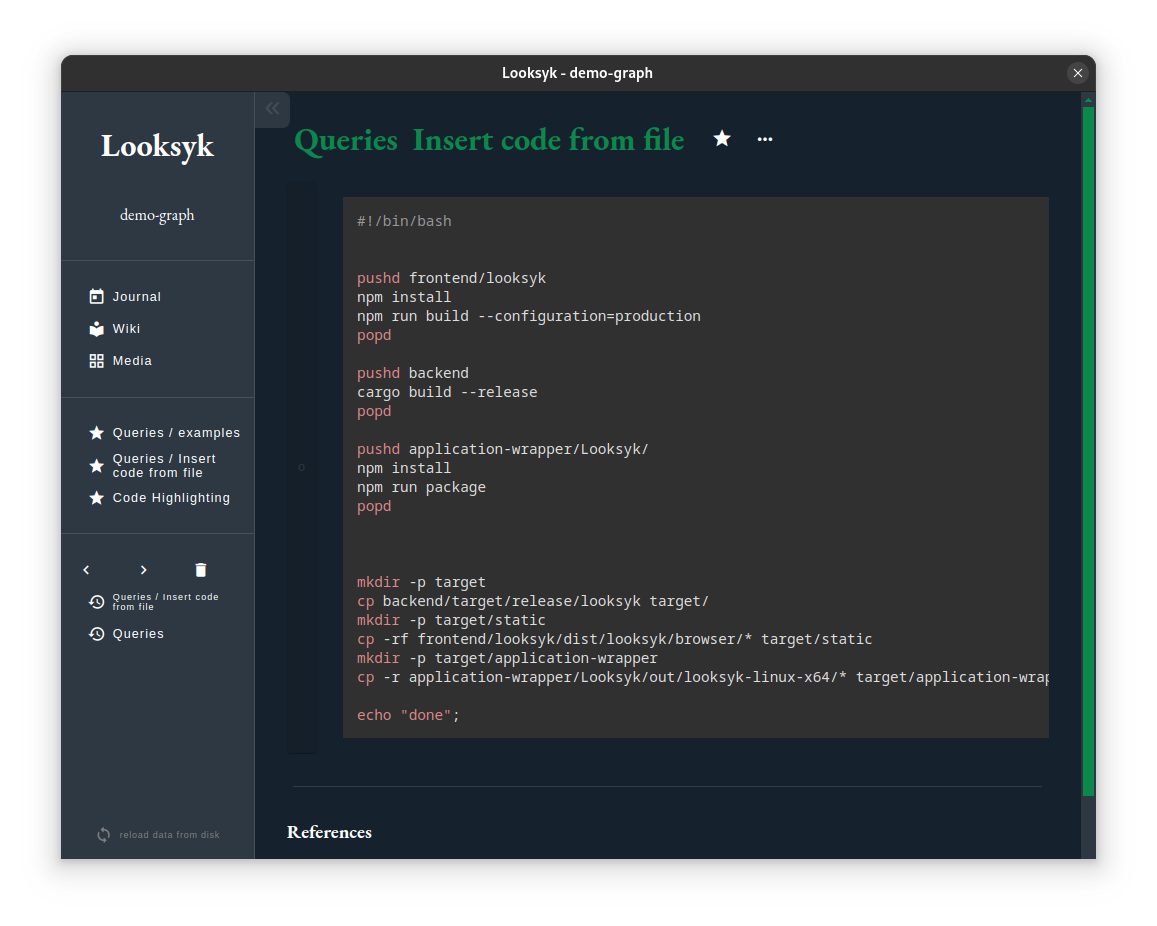 Looksyk - demo-graph
Looksyk
demo-graph
Journal
Wiki
Media
Queries / examples
Queries / Insert
code from file
Code Highlighting
Queries / Insert code
from file
Queries
reload data from disk
Queries Insert code from file
#!/bin/bash
pushd frontend/looksyk
npm install
npm run build --configuration=production
popd
pushd backend
cargo build --release
popd
pushd application-wrapper/Looksyk/
npm install
npm run package
popd
mkdir -p target
cp backend/target/release/looksyk target/
mkdir -p target/static
cp -rf frontend/looksyk/dist/looksyk/browser/* target/static
mkdir -p target/application-wrapper
cp -r application-wrapper/Looksyk/out/looksyk-linux-x64/* target/application-wrap
echo "done";
References